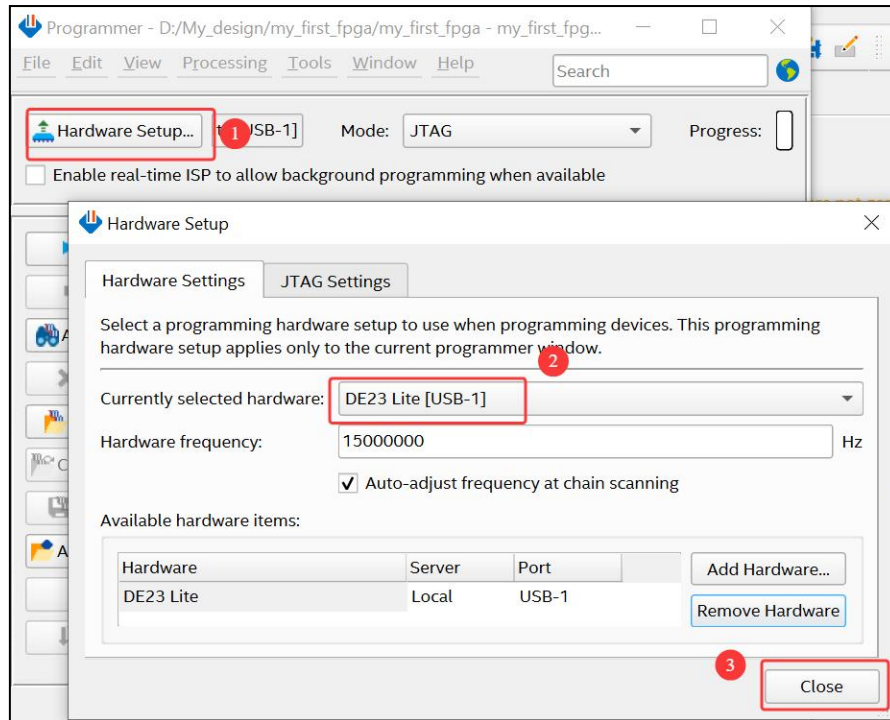 Programmer - D:/My_design/my_first_fpga/my_first_fpga - my_first_fpg...
File Edit View Processing Tools Window Help
Search
Hardware Setup... 1 USB-1] Mode: JTAG Progress:
Enable real-time ISP to allow background programming when available
Hardware Setup
Hardware Settings JTAG Settings
Select a programming hardware setup to use when programming devices. This programming
hardware setup applies only to the current programmer window.
2
Currently selected hardware: DE23 Lite [USB-1]
Hardware frequency: 15000000 Hz
Auto-adjust frequency at chain scanning
Available hardware items:
Hardware Server Port
DE23 Lite Local USB-1
Add Hardware...
Remove Hardware
3
Close